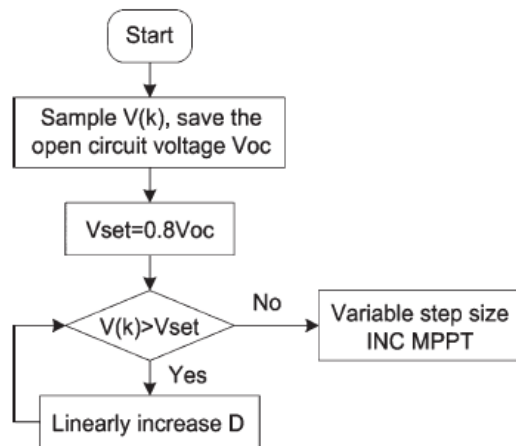 Start
Sample V(k), save the
open circuit voltage Voc
Vset=0.8Voc
V(k)>Vset
No
Variable step size
INC MPPT
Yes
Linearly increase D